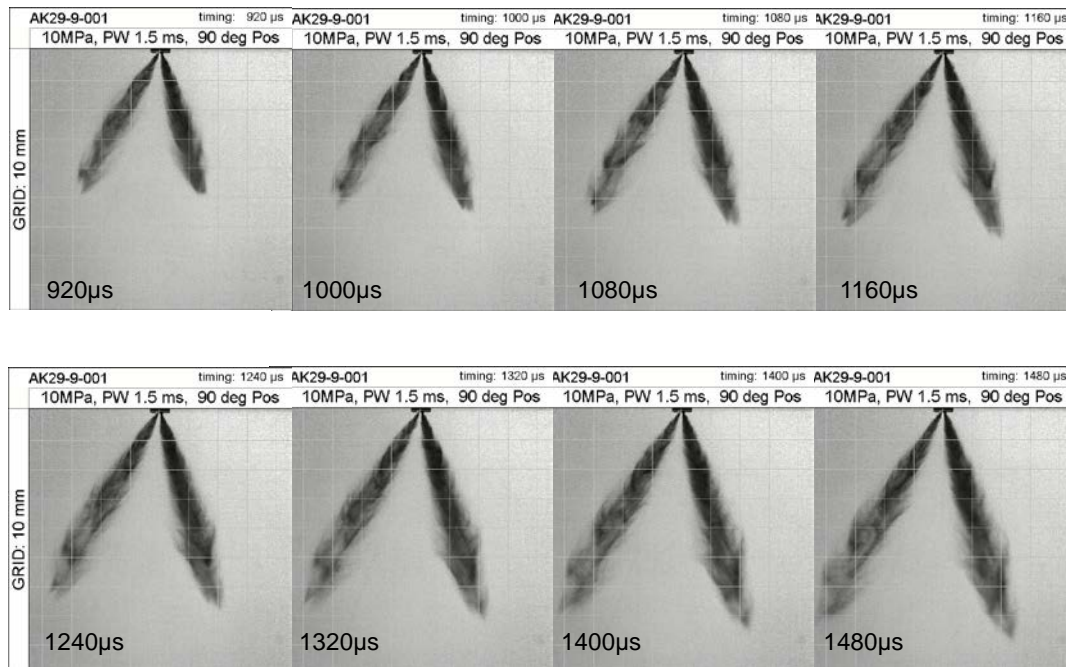 AK29-9-001 timing: 920 µs AK29-9-001 timing: 1000 µs AK29-9-001 timing: 1080 µs AK29-9-001 timing: 1160 µs
10MPa, PW 1.5 ms, 90 deg Pos 10MPa, PW 1.5 ms, 90 deg Pos 10MPa, PW 1.5 ms, 90 deg Pos 10MPa, PW 1.5 ms, 90 deg Pos
GRID: 10 mm
920µs 1000µs 1080µs 1160µs
AK29-9-001 timing: 1240 µs AK29-9-001 timing: 1320 µs AK29-9-001 timing: 1400 µs AK29-9-001 timing: 1480 µs
10MPa, PW 1.5 ms, 90 deg Pos 10MPa, PW 1.5 ms, 90 deg Pos 10MPa, PW 1.5 ms, 90 deg Pos 10MPa, PW 1.5 ms, 90 deg Pos
GRID: 10 mm
1240µs 1320µs 1400µs 1480µs